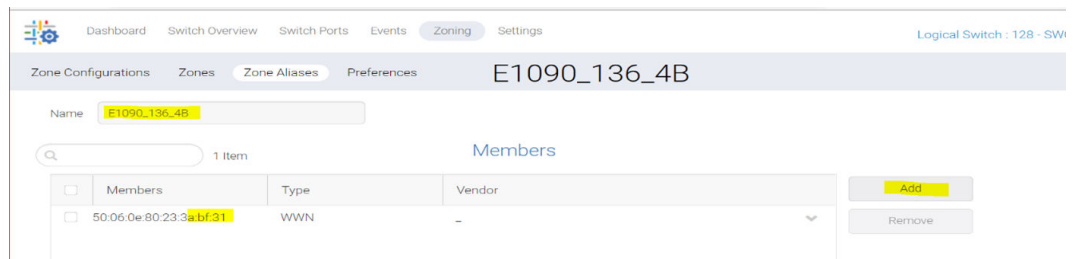 Dashboard Switch Overview Switch Ports Events Zoning Settings
Logical Switch : 128 - SW
Zone Configurations Zones Zone Aliases Preferences E1090_136_4B
Name E1090_136_4B
1 Item Members
Members Type Vendor Add
50:06:0e:80:23:3a:bf:31 WWN - Remove